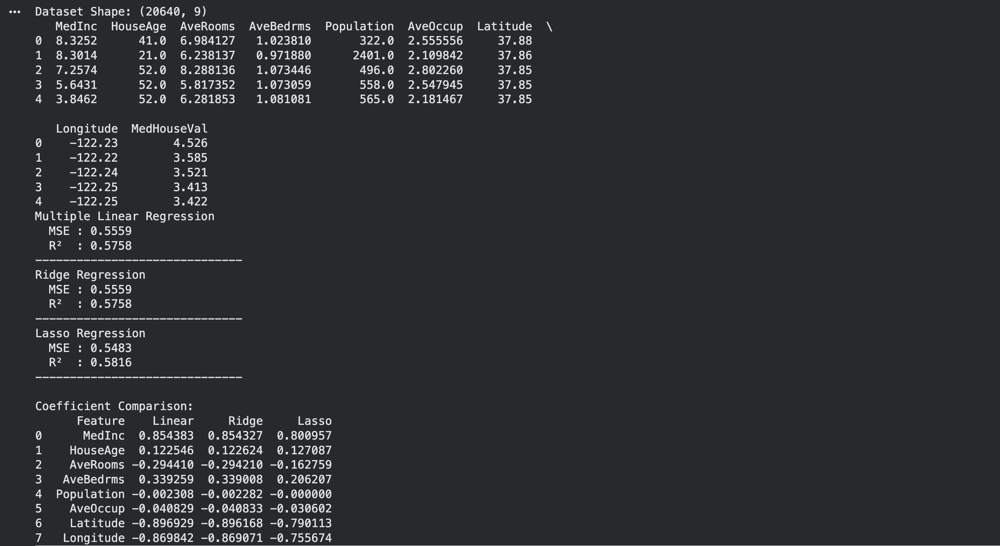 Dataset Shape: (20640, 9)
   MedInc  HouseAge  AveRooms  AveBedrms  Population  AveOccup  Latitude  \
0  8.3252      41.0  6.984127   1.023810       322.0  2.555556     37.88
1  8.3014      21.0  6.238137   0.971880      2401.0  2.109842     37.86
2  7.2574      52.0  8.288136   1.073446       496.0  2.802260     37.85
3  5.6431      52.0  5.817352   1.073059       558.0  2.547945     37.85
4  3.8462      52.0  6.281853   1.081081       565.0  2.181467     37.85

   Longitude  MedHouseVal
0    -122.23        4.526
1    -122.22        3.585
2    -122.24        3.521
3    -122.25        3.413
4    -122.25        3.422
Multiple Linear Regression
  MSE : 0.5559
  R²  : 0.5758
------------------------------
Ridge Regression
  MSE : 0.5559
  R²  : 0.5758
------------------------------
Lasso Regression
  MSE : 0.5483
  R²  : 0.5816
------------------------------

Coefficient Comparison:
      Feature    Linear     Ridge     Lasso
0      MedInc  0.854383  0.854327  0.800957
1    HouseAge  0.122546  0.122624  0.127087
2    AveRooms -0.294410 -0.294210 -0.162759
3   AveBedrms  0.339259  0.339008  0.206207
4  Population -0.002308 -0.002282 -0.000000
5    AveOccup -0.040829 -0.040833 -0.030602
6    Latitude -0.896929 -0.896168 -0.790113
7   Longitude -0.869842 -0.869071 -0.755674